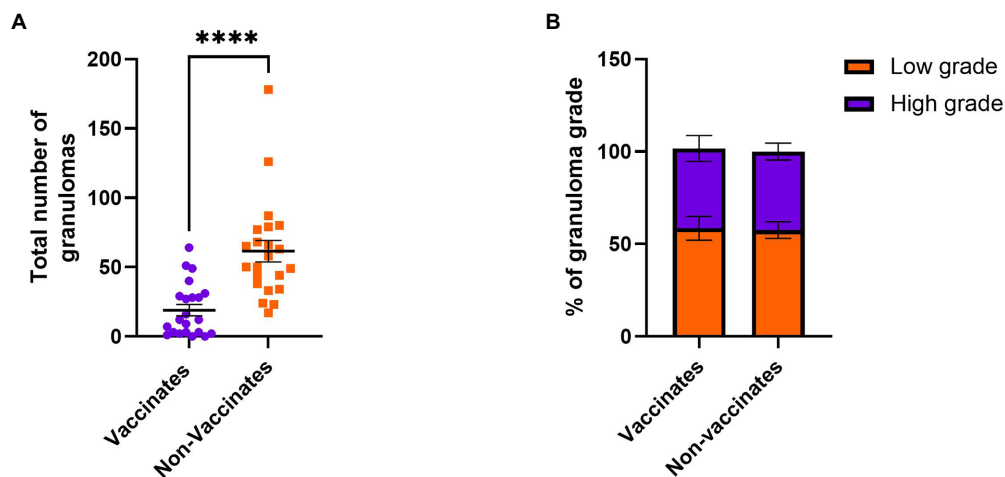 A
****
Total number of
granulomas
200
150
100
50
0
Vaccinates
Non-Vaccinates
B
% of granuloma grade
150
100
50
0
Vaccinates
Non-vaccinates
Low grade
High grade